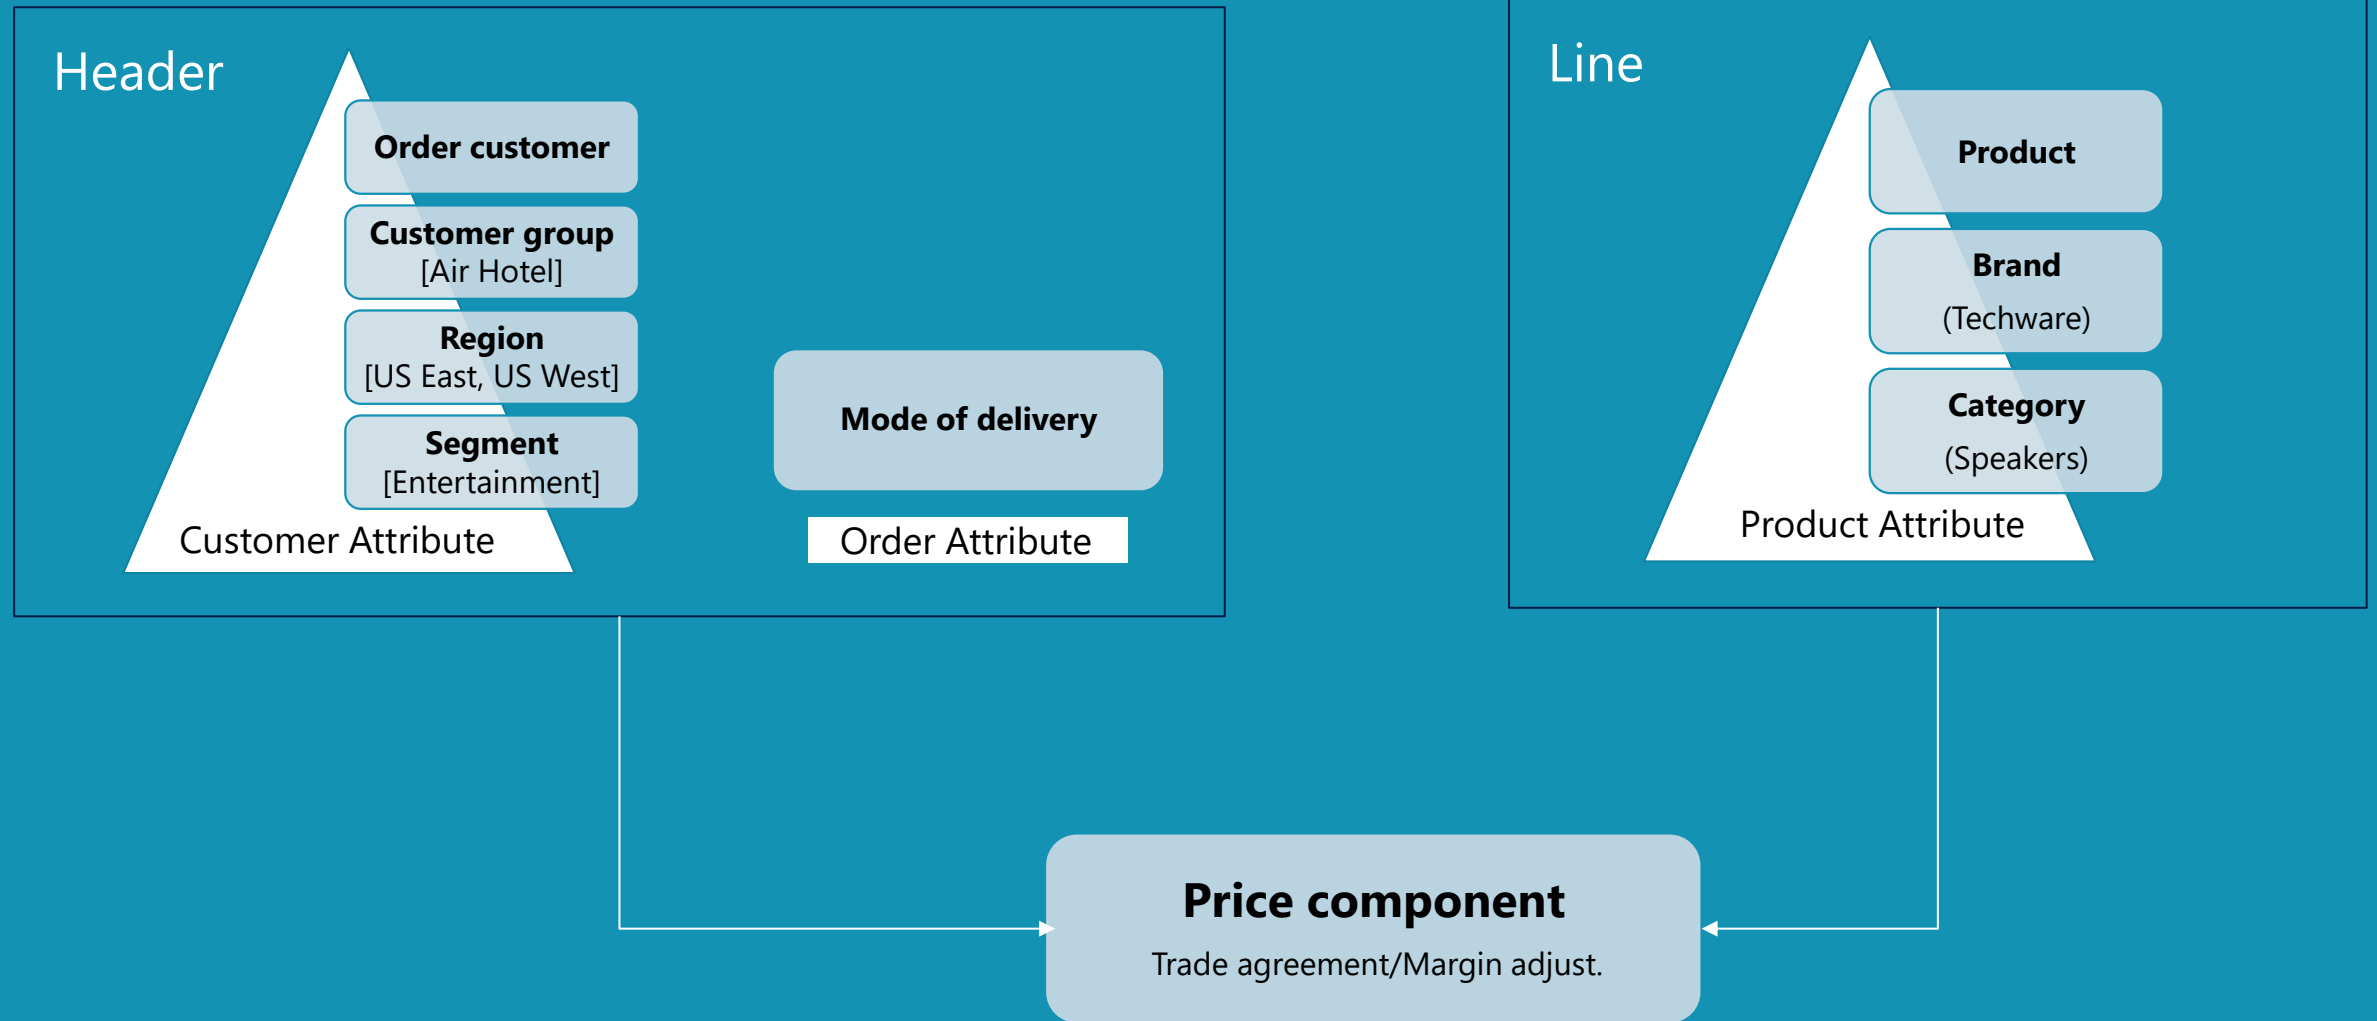 Header
Order customer
Customer group
[Air Hotel]
Region
[US East, US West]
Segment
[Entertainment]
Customer Attribute
Mode of delivery
Order Attribute
Line
Product
Brand
(Techware)
Category
(Speakers)
Product Attribute
Price component
Trade agreement/Margin adjust.